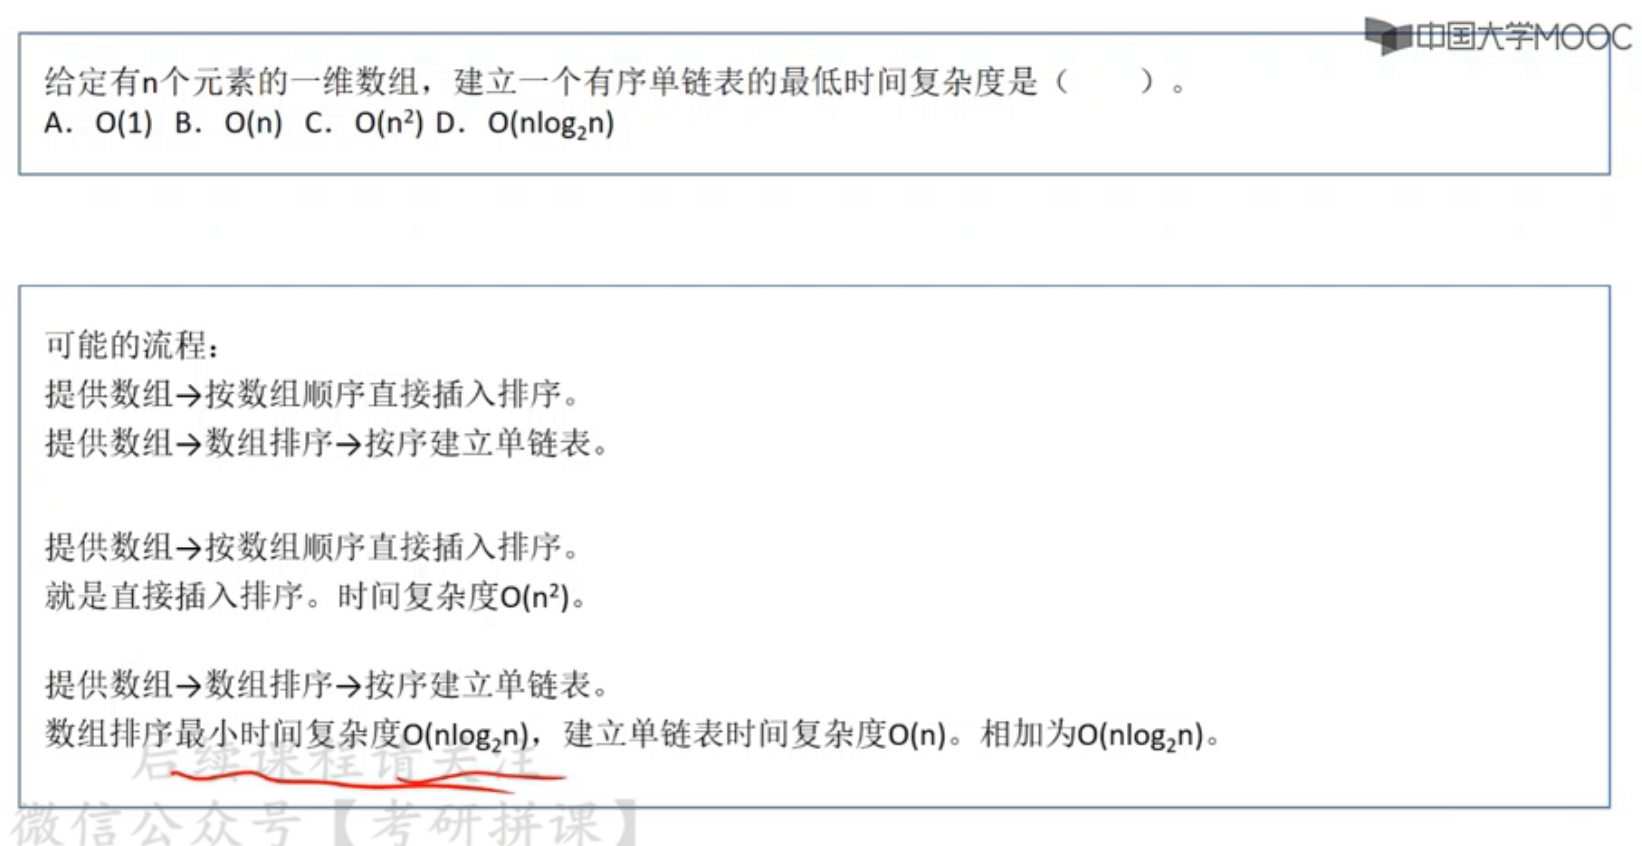 中国大学MOOC
给定有n个元素的一维数组，建立一个有序单链表的最低时间复杂度是（　　）。
A．O(1) B．O(n) C．O(n²) D．O(nlog₂n)
可能的流程：
提供数组→按数组顺序直接插入排序。
提供数组→数组排序→按序建立单链表。
提供数组→按数组顺序直接插入排序。
就是直接插入排序。时间复杂度O(n²)。
提供数组→数组排序→按序建立单链表。
数组排序最小时间复杂度O(nlog₂n)，建立单链表时间复杂度O(n)。相加为O(nlog₂n)。
后续课程请关注
微信公众号【考研拼课】